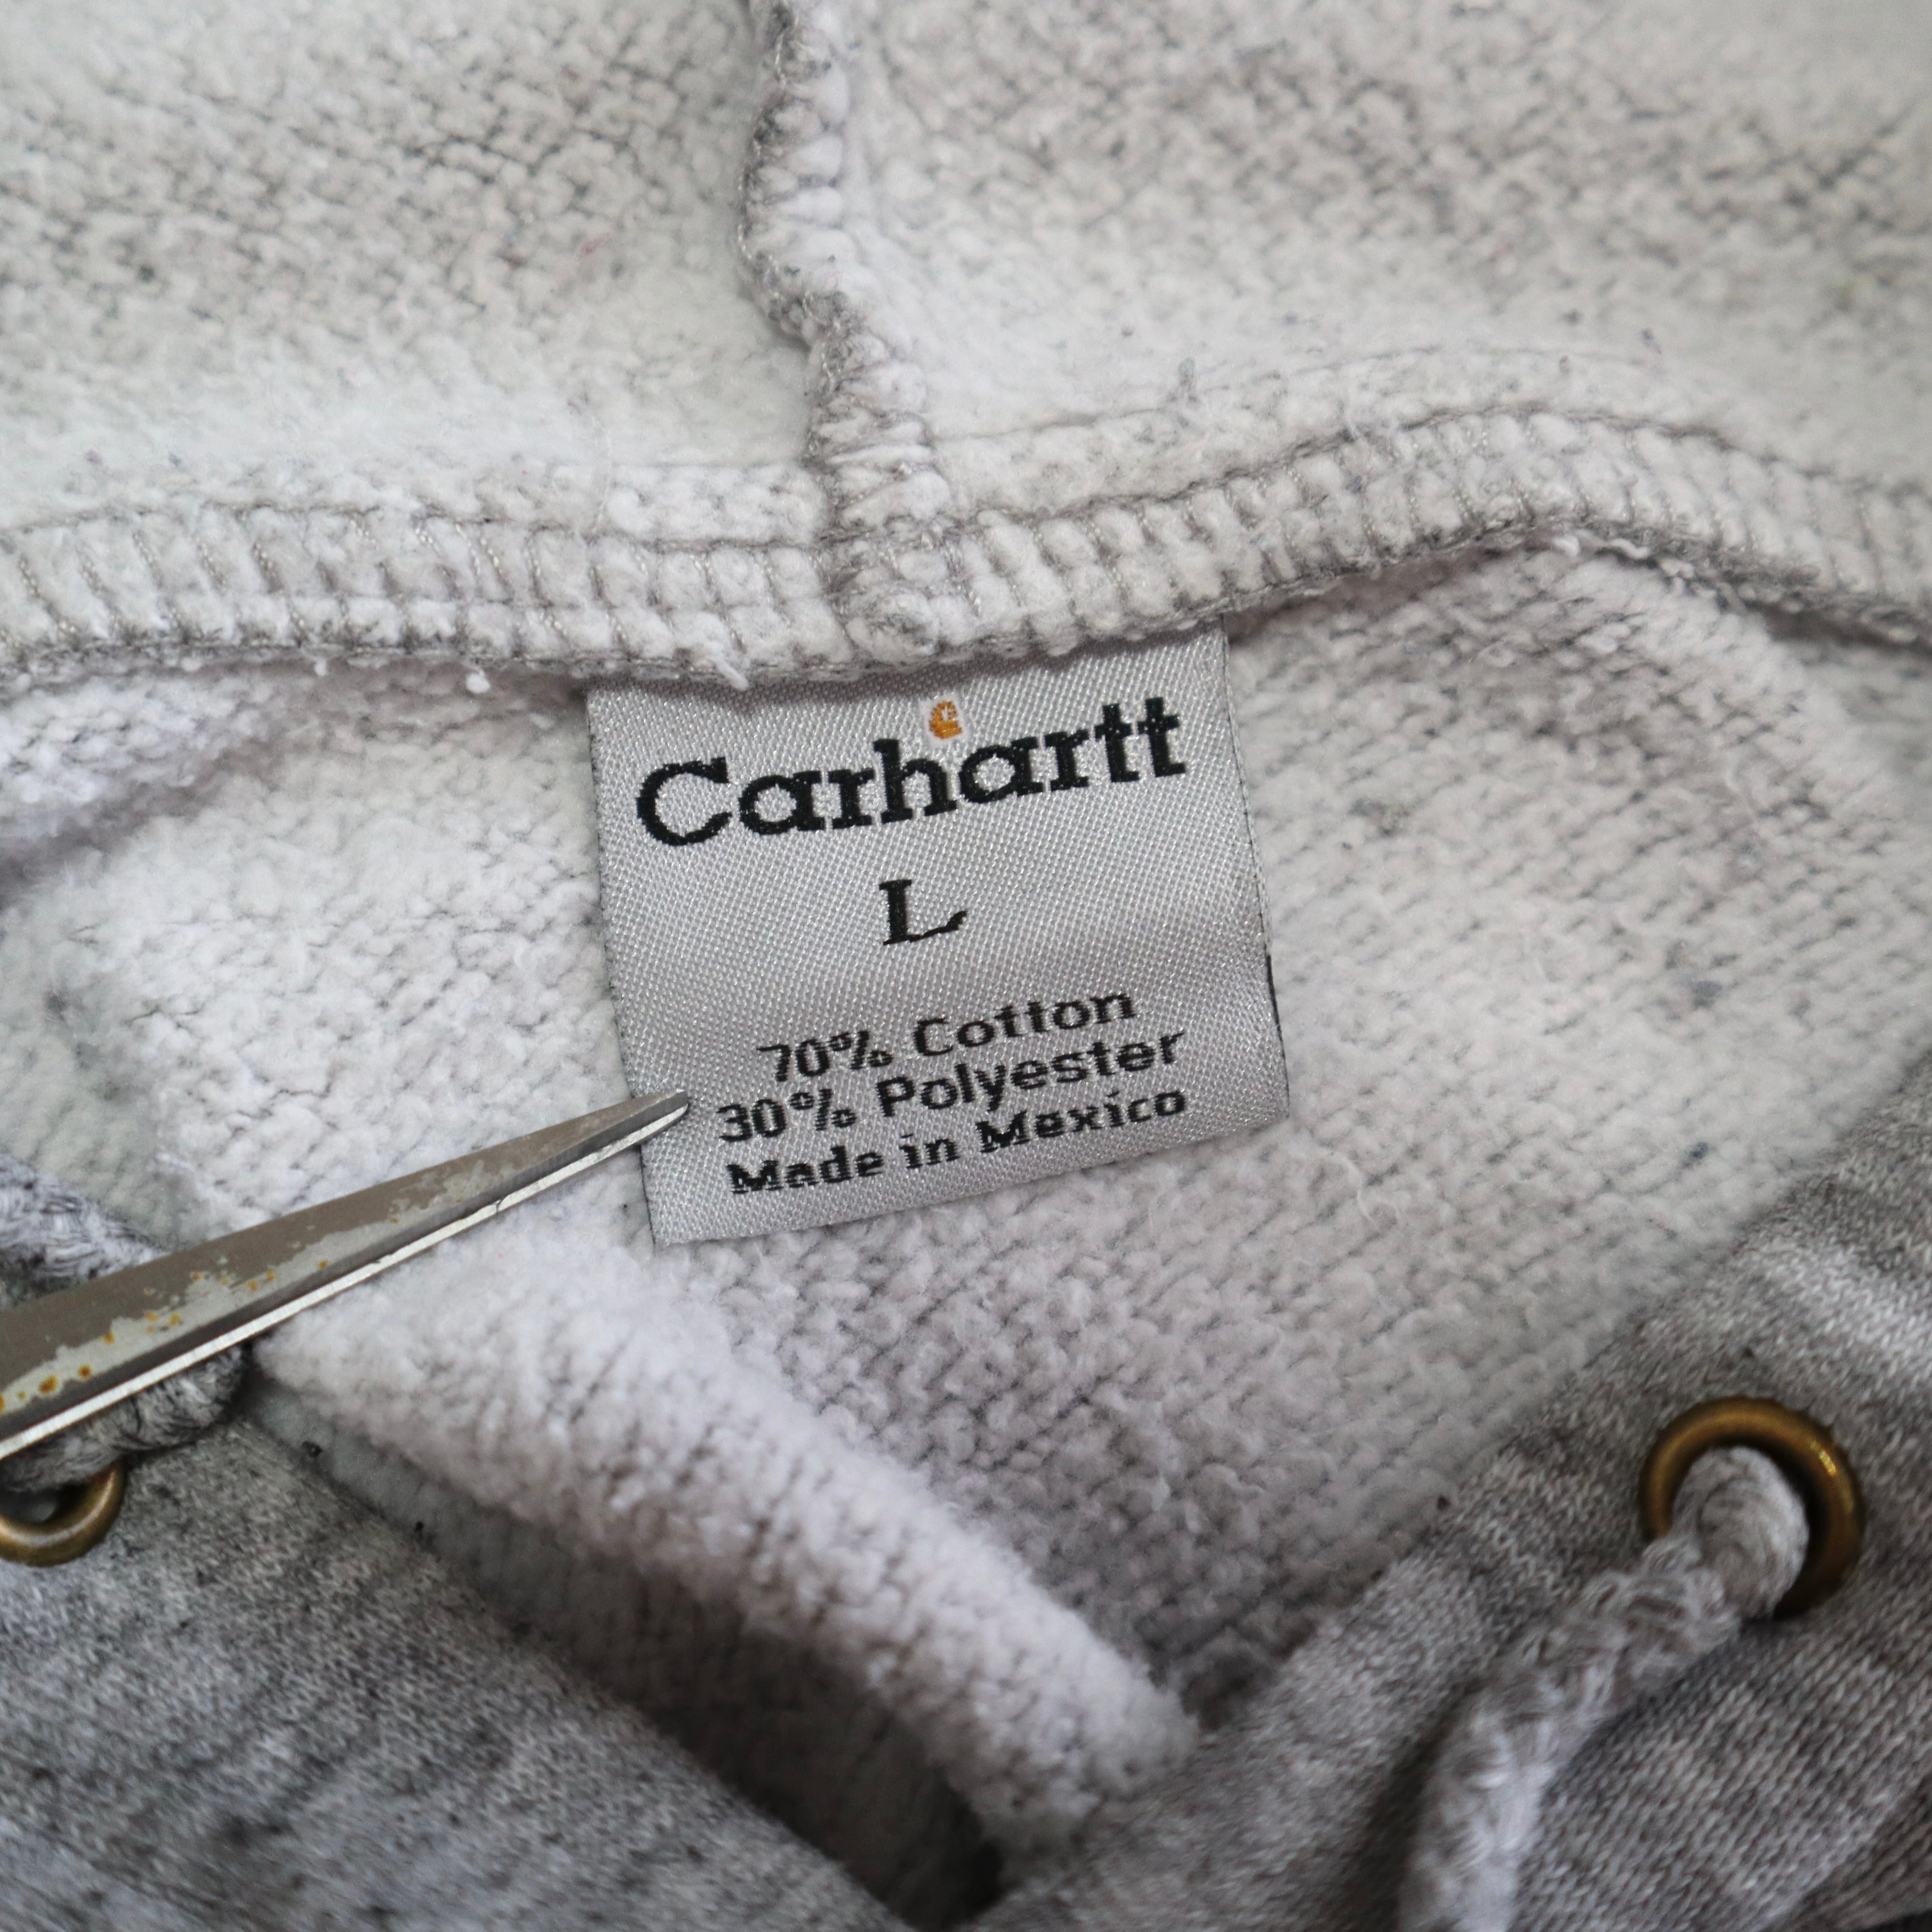 Carhartt
L
70% Cotton
30% Polyester
Made in Mexico